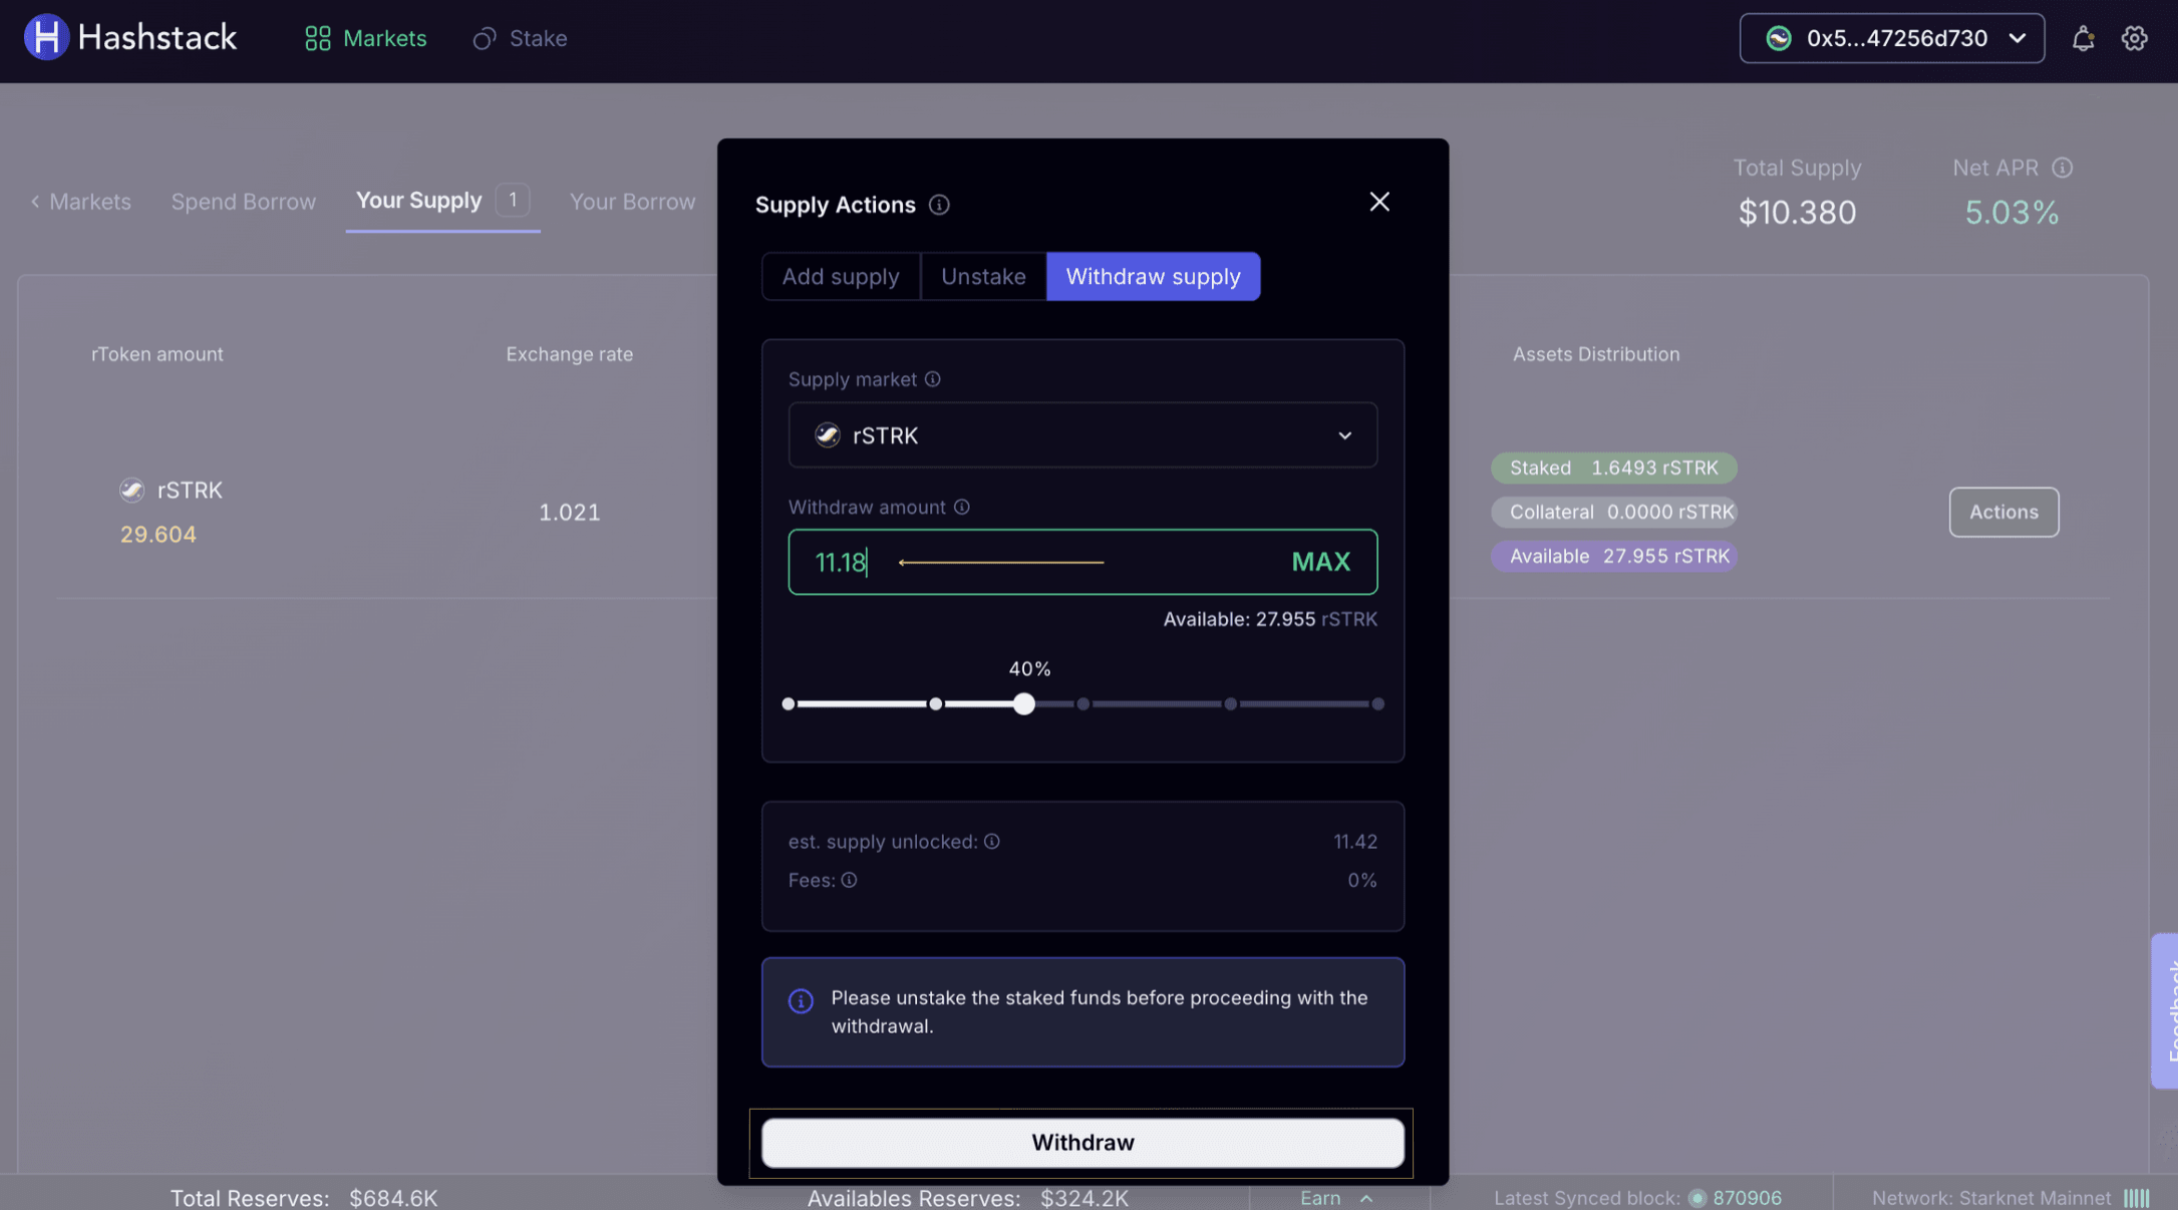 Hashstack
Markets
Stake
0x5...47256d730
Markets
Spend Borrow
Your Supply 1
Your Borrow
Total Supply
$10.380
Net APR
5.03%
rToken amount
Exchange rate
Assets Distribution
rSTRK
29.604
1.021
Staked 1.6493 rSTRK
Collateral 0.0000 rSTRK
Available 27.955 rSTRK
Actions
Supply Actions
Add supply
Unstake
Withdraw supply
Supply market
rSTRK
Withdraw amount
11.18
MAX
Available: 27.955 rSTRK
40%
est. supply unlocked: 11.42
Fees: 0%
Please unstake the staked funds before proceeding with the
withdrawal.
Withdraw
Feedback
Total Reserves: $684.6K
Availables Reserves: $324.2K
Earn
Latest Synced block: 870906
Network: Starknet Mainnet